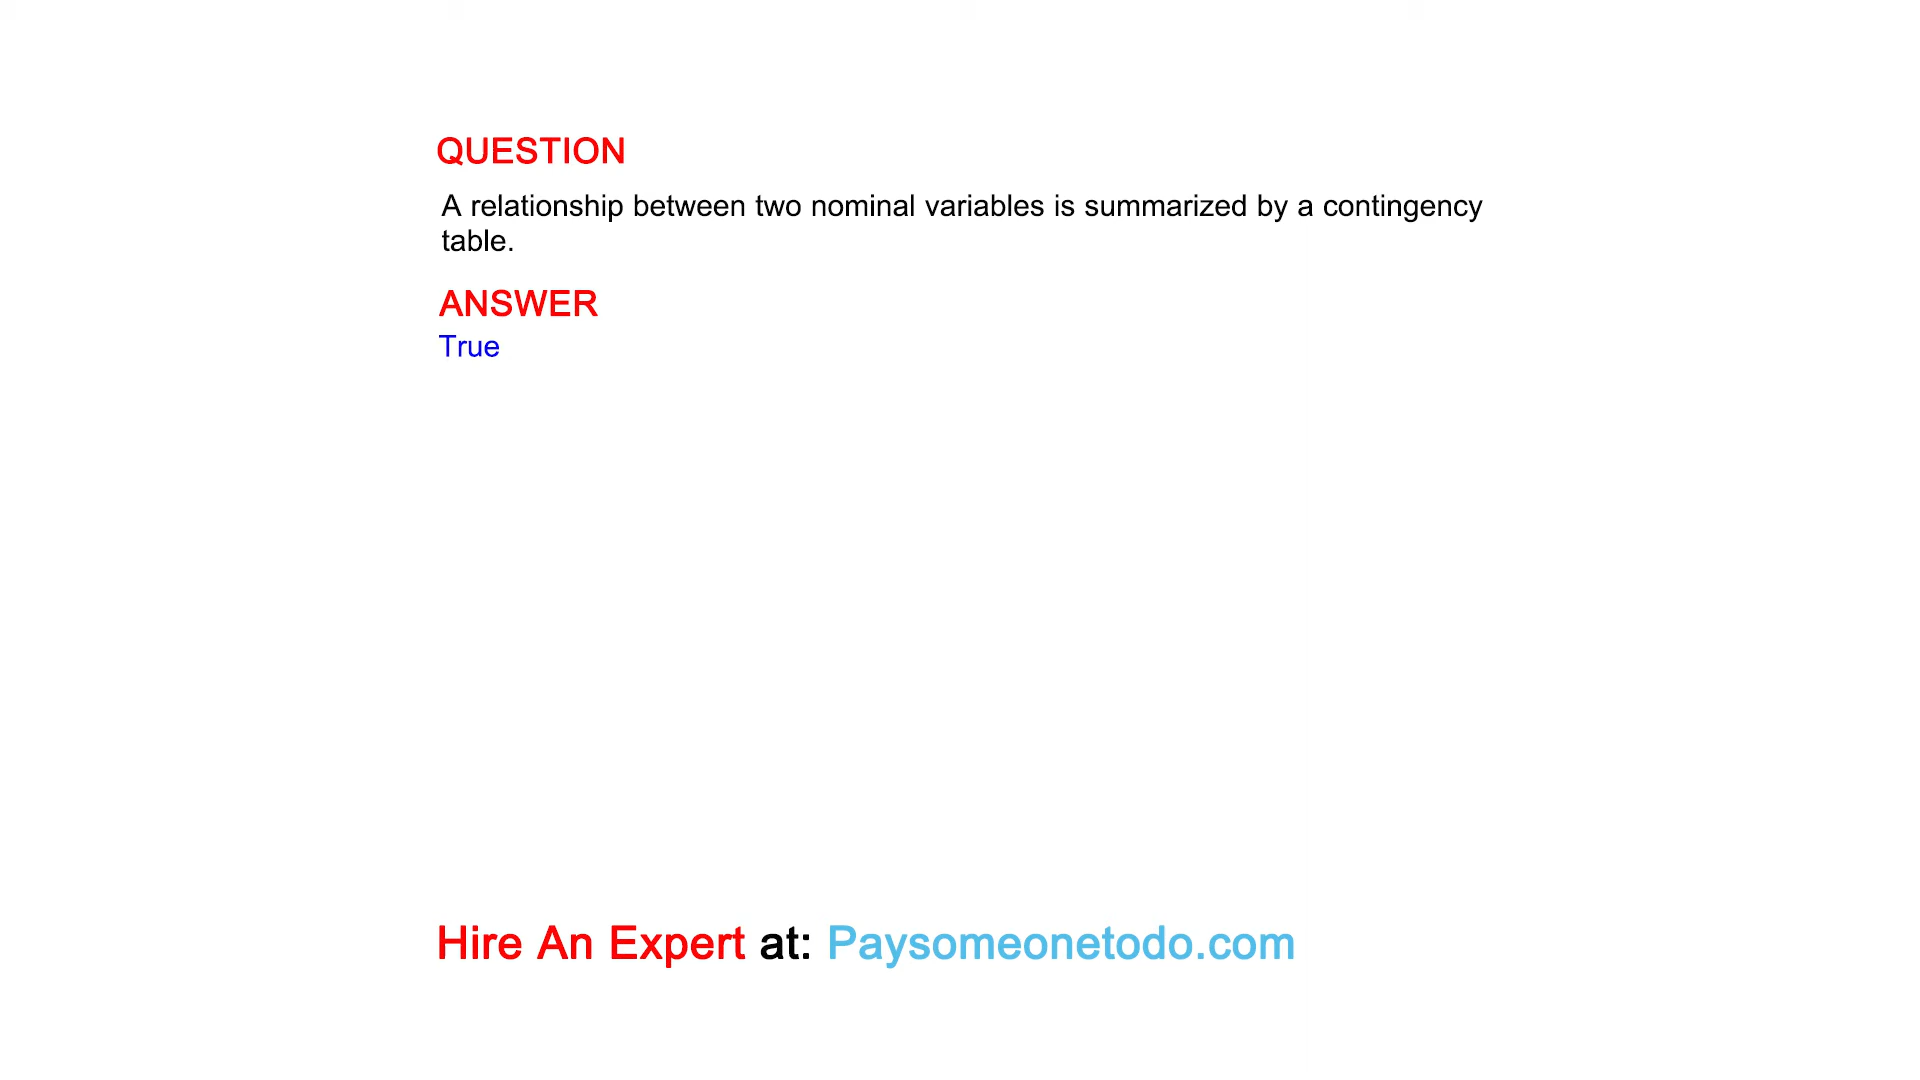 QUESTION
A relationship between two nominal variables is summarized by a contingency
table.
ANSWER
True
Hire An Expert at: Paysomeonetodo.com